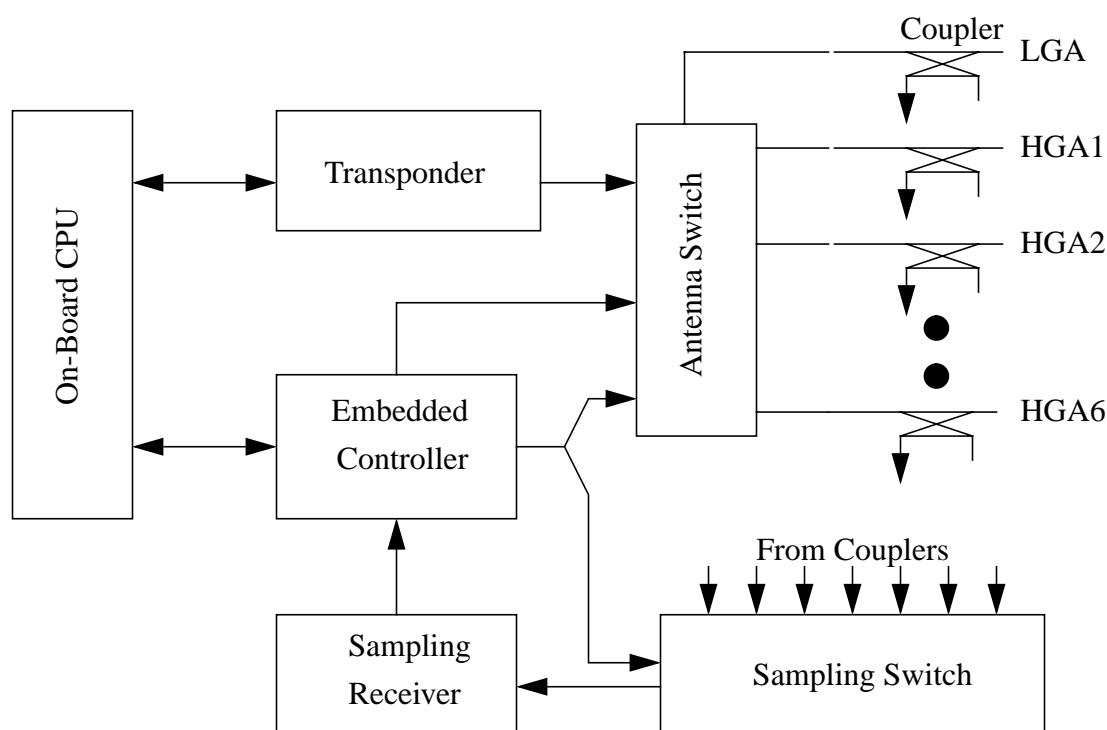 Coupler
LGA
HGA1
Transponder
HGA2
On-Board CPU
Antenna Switch
Embedded
Controller
HGA6
From Couplers
Sampling
Receiver
Sampling Switch